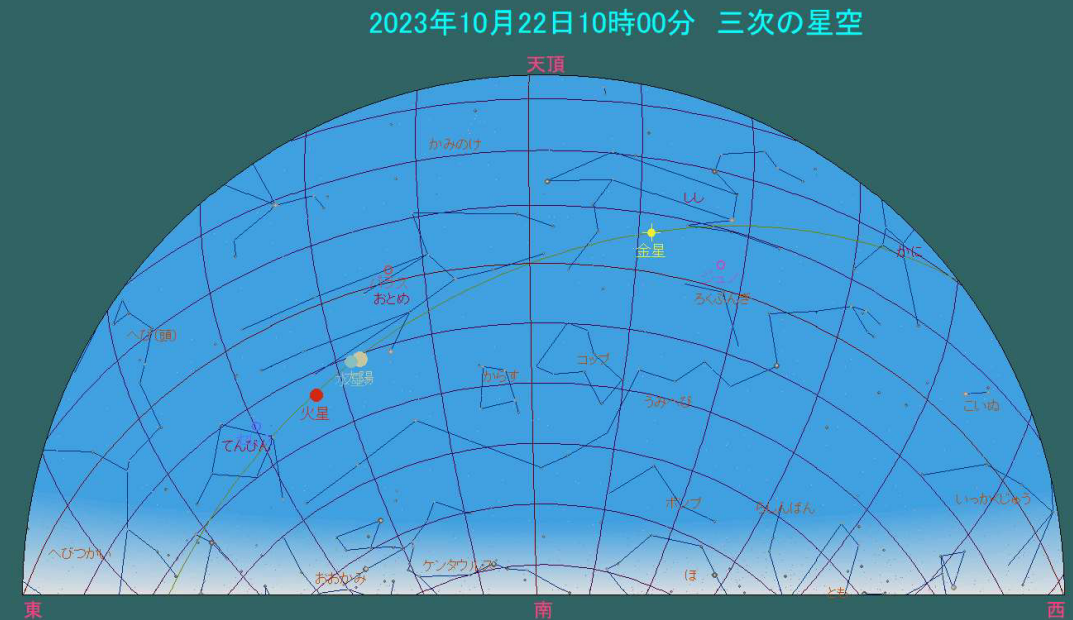 2023年10月22日10時00分 三次の星空
天頂
かみのけ
しし
金星
かに
おとめ
ろくぶんぎ
へび(頭)
コップ
からす
うみへび
こいぬ
火星
てんびん
ポンプ
らしんばん
いっかくじゅう
へびつかい
おおかみ
ケンタウルス
ほ
とも
東
南
西